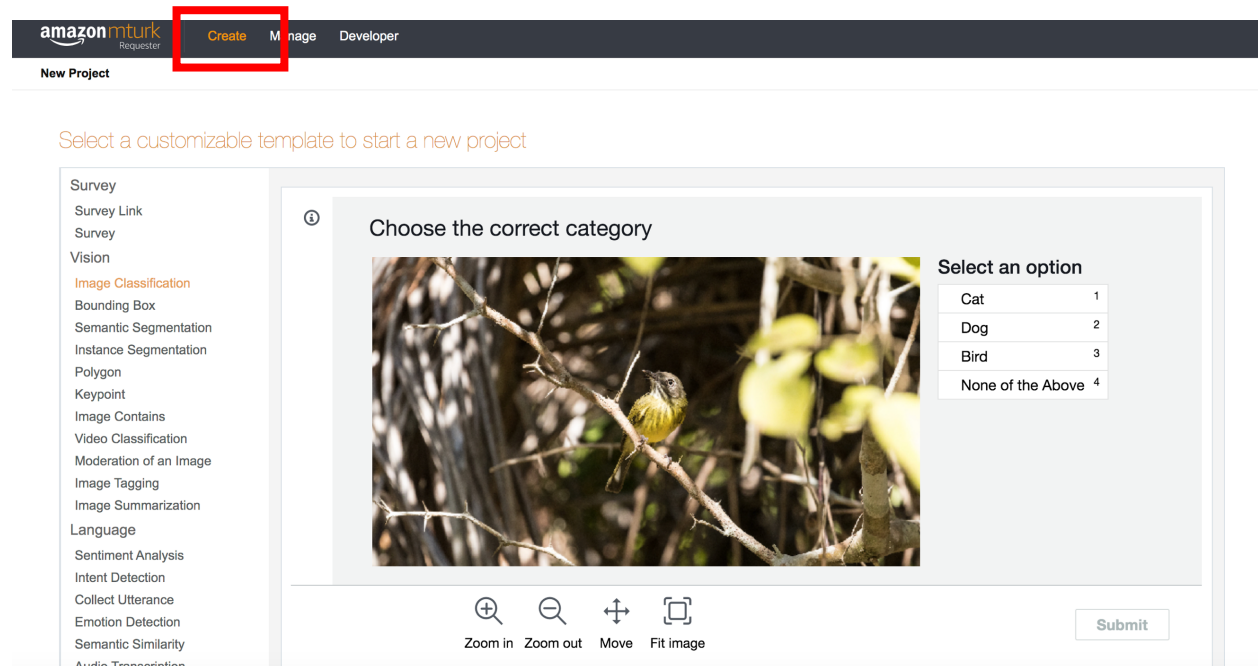 amazonmturk
Requester
Create
Manage
Developer
New Project
Select a customizable template to start a new project
Survey
Survey Link
Survey
Vision
Image Classification
Bounding Box
Semantic Segmentation
Instance Segmentation
Polygon
Keypoint
Image Contains
Video Classification
Moderation of an Image
Image Tagging
Image Summarization
Language
Sentiment Analysis
Intent Detection
Collect Utterance
Emotion Detection
Semantic Similarity
Audio Transcription
Choose the correct category
Select an option
Cat 1
Dog 2
Bird 3
None of the Above 4
Zoom in Zoom out Move Fit image
Submit